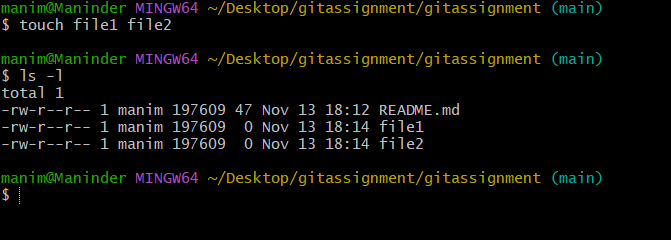 manim@Maninder MINGW64 ~/Desktop/gitassignment/gitassignment (main)
$ touch file1 file2
manim@Maninder MINGW64 ~/Desktop/gitassignment/gitassignment (main)
$ ls -l
total 1
-rw-r--r-- 1 manim 197609 47 Nov 13 18:12 README.md
-rw-r--r-- 1 manim 197609  0 Nov 13 18:14 file1
-rw-r--r-- 1 manim 197609  0 Nov 13 18:14 file2
manim@Maninder MINGW64 ~/Desktop/gitassignment/gitassignment (main)
$